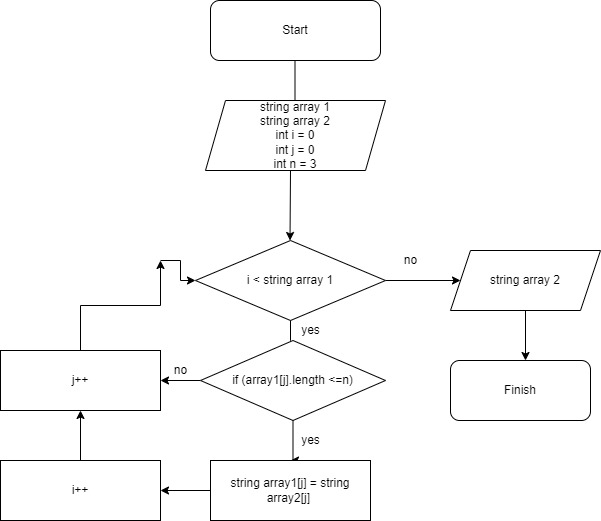 Start
string array 1
string array 2
int i = 0
int j = 0
int n = 3
i < string array 1
no
string array 2
yes
Finish
if (array1[j].length <=n)
no
j++
yes
string array1[j] = string
array2[j]
i++